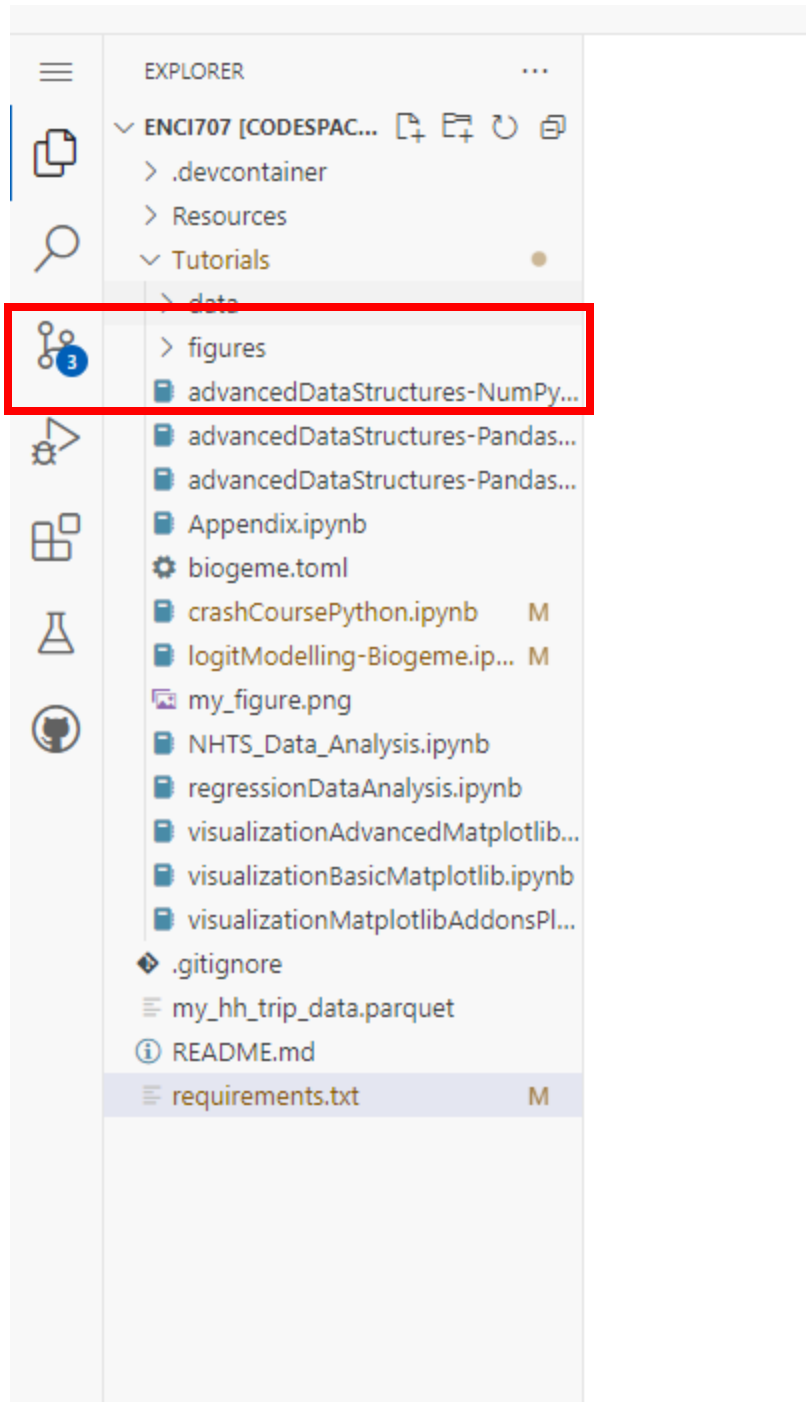 EXPLORER ...
ENCI707 [CODESPAC...
.devcontainer
Resources
Tutorials
data
3
figures
advancedDataStructures-NumPy...
advancedDataStructures-Pandas...
advancedDataStructures-Pandas...
Appendix.ipynb
biogeme.toml
crashCoursePython.ipynb M
logitModelling-Biogeme.ip... M
my_figure.png
NHTS_Data_Analysis.ipynb
regressionDataAnalysis.ipynb
visualizationAdvancedMatplotlib...
visualizationBasicMatplotlib.ipynb
visualizationMatplotlibAddonsPl...
.gitignore
my_hh_trip_data.parquet
README.md
requirements.txt M